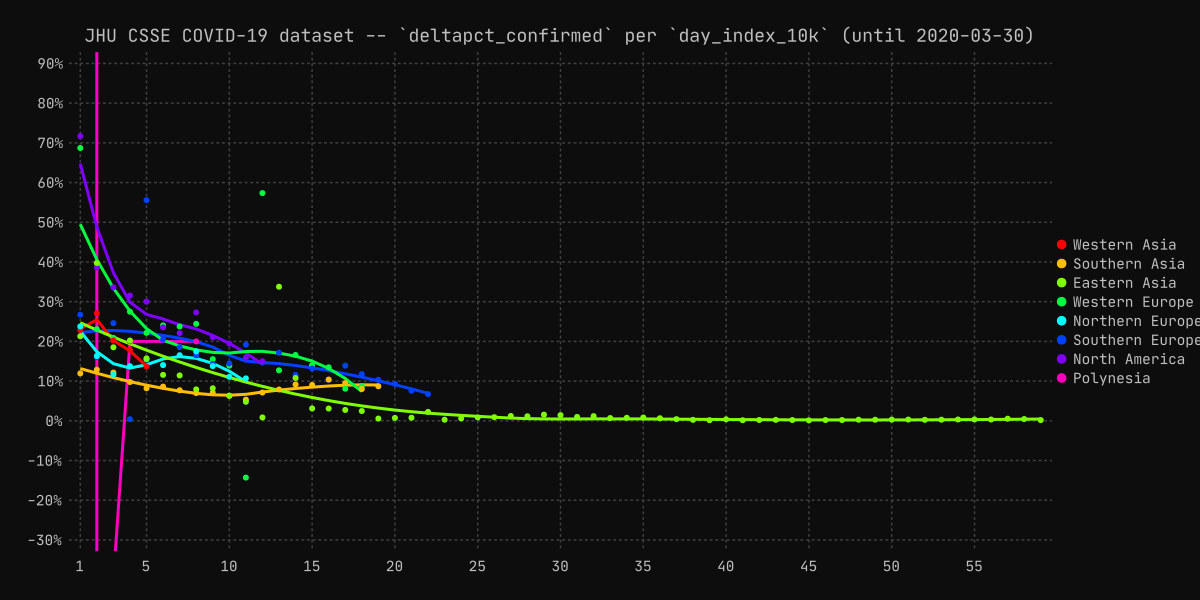 JHU CSSE COVID-19 dataset -- `deltapct_confirmed` per `day_index_10k` (until 2020-03-30)
90%
80%
70%
60%
50%
40%
30%
20%
10%
0%
-10%
-20%
-30%
1 5 10 15 20 25 30 35 40 45 50 55
Western Asia
Southern Asia
Eastern Asia
Western Europe
Northern Europe
Southern Europe
North America
Polynesia